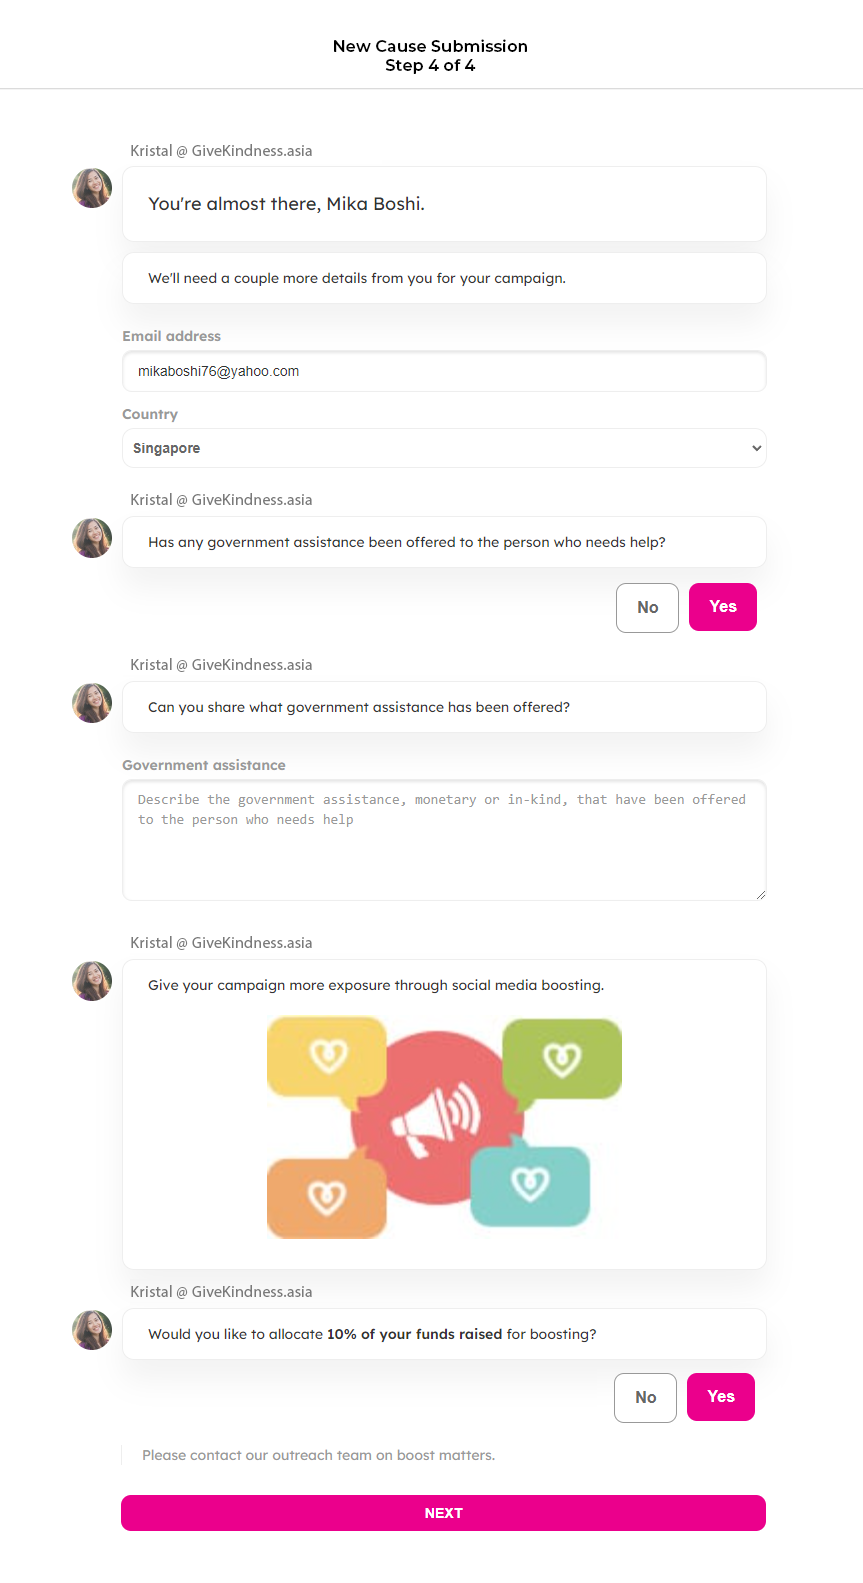 New Cause Submission
Step 4 of 4
Kristal @ GiveKindness.asia
You're almost there, Mika Boshi.
We'll need a couple more details from you for your campaign.
Email address
mikaboshi76@yahoo.com
Country
Singapore
Kristal @ GiveKindness.asia
Has any government assistance been offered to the person who needs help?
No Yes
Kristal @ GiveKindness.asia
Can you share what government assistance has been offered?
Government assistance
Describe the government assistance, monetary or in-kind, that have been offered
to the person who needs help
Kristal @ GiveKindness.asia
Give your campaign more exposure through social media boosting.
Kristal @ GiveKindness.asia
Would you like to allocate 10% of your funds raised for boosting?
No Yes
Please contact our outreach team on boost matters.
NEXT